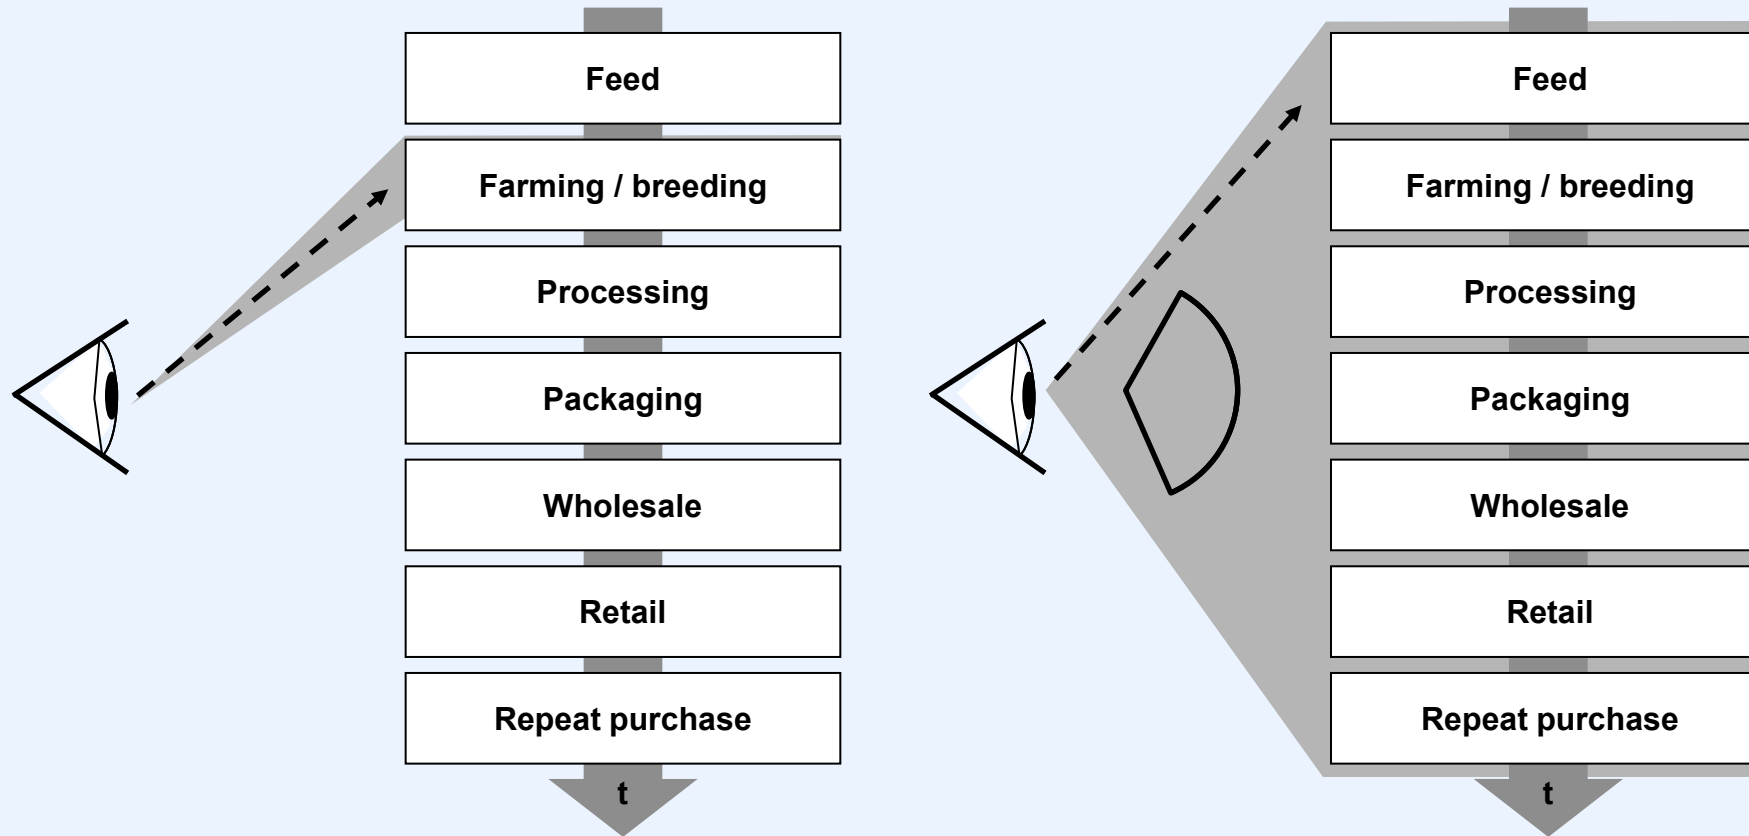 Feed
Farming / breeding
Processing
Packaging
Wholesale
Retail
Repeat purchase
t
Feed
Farming / breeding
Processing
Packaging
Wholesale
Retail
Repeat purchase
t